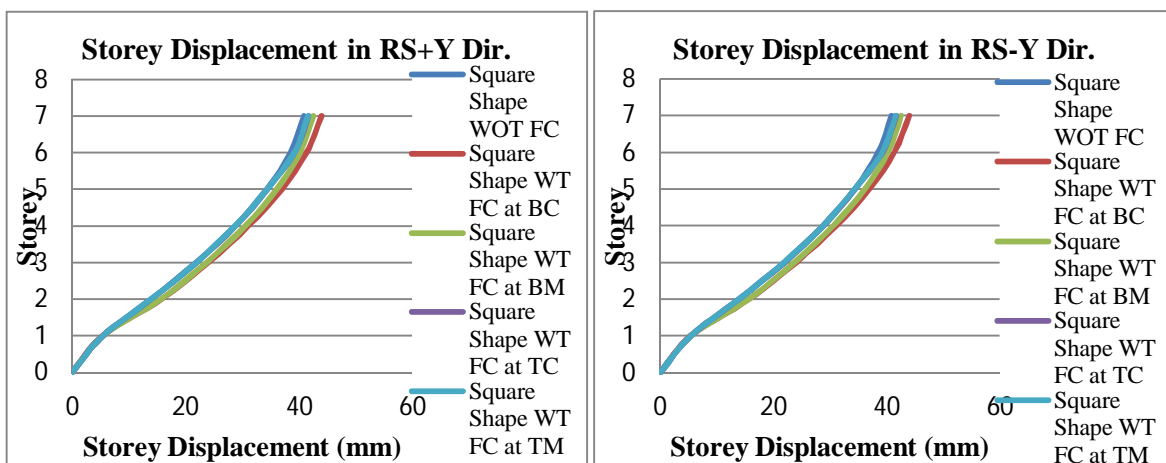 Storey Displacement in RS+Y Dir.
8
7
6
5
4
3
2
1
0
Storey
0 20 40 60
Storey Displacement (mm)
Square
Shape
WOT FC
Square
Shape WT
FC at BC
Square
Shape WT
FC at BM
Square
Shape WT
FC at TC
Square
Shape WT
FC at TM
Storey Displacement in RS-Y Dir.
8
7
6
5
4
3
2
1
0
Storey
0 20 40 60
Storey Displacement (mm)
Square
Shape
WOT FC
Square
Shape WT
FC at BC
Square
Shape WT
FC at BM
Square
Shape WT
FC at TC
Square
Shape WT
FC at TM